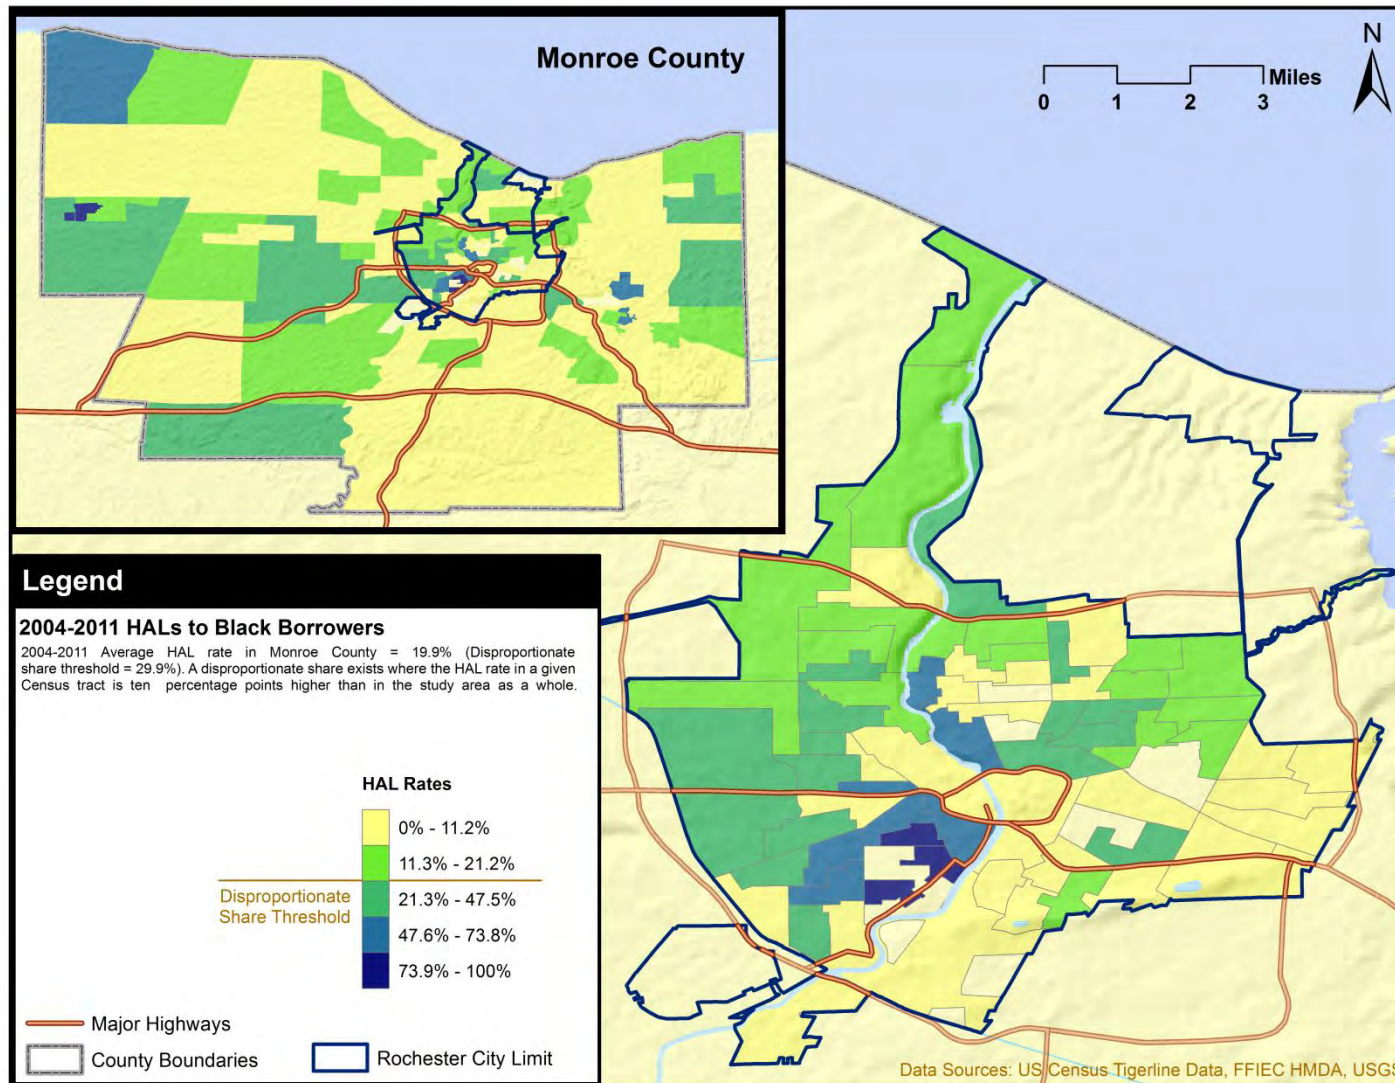 Monroe County
N
Miles
0 1 2 3
Legend
2004-2011 HALs to Black Borrowers
2004-2011 Average HAL rate in Monroe County = 19.9% (Disproportionate
share threshold = 29.9%). A disproportionate share exists where the HAL rate in a given
Census tract is ten percentage points higher than in the study area as a whole.
HAL Rates
0% - 11.2%
11.3% - 21.2%
Disproportionate
Share Threshold
21.3% - 47.5%
47.6% - 73.8%
73.9% - 100%
Major Highways
County Boundaries
Rochester City Limit
Data Sources: US Census Tigerline Data, FFIEC HMDA, USGS